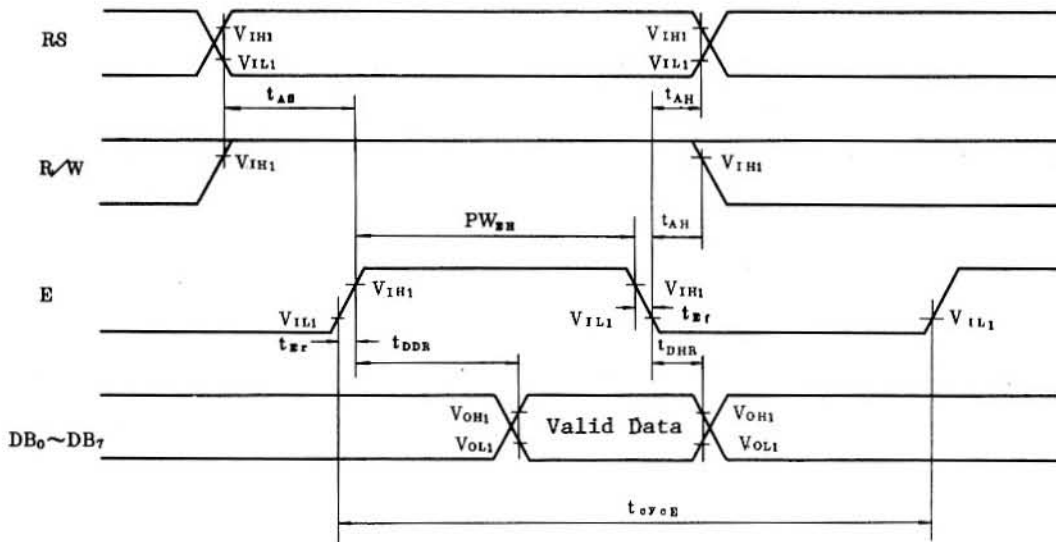 RS
VIH1 VIH1
VIL1 VIL1
tAS tAH
R/W
VIH1 VIH1
PWEH tAH
E
VIH1 VIH1
VIL1 VIL1 tEf VIL1
tEr tDDR tDHR
DB0~DB7
VOH1 Valid Data VOH1
VOL1 VOL1
tcycE